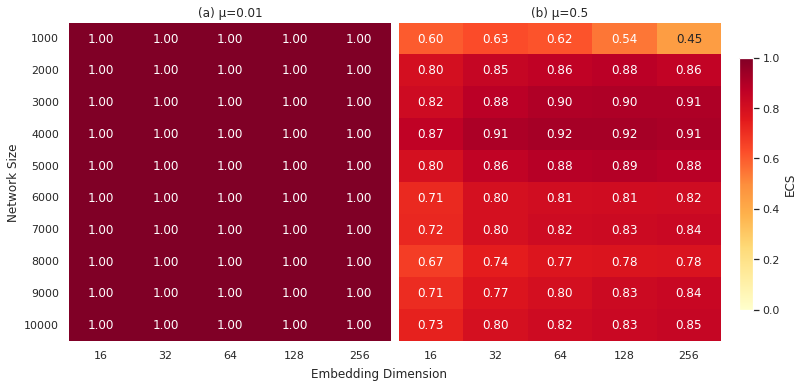 (a) μ=0.01 (b) μ=0.5
1000 1.00 1.00 1.00 1.00 1.00 0.60 0.63 0.62 0.54 0.45
2000 1.00 1.00 1.00 1.00 1.00 0.80 0.85 0.86 0.88 0.86
3000 1.00 1.00 1.00 1.00 1.00 0.82 0.88 0.90 0.90 0.91
4000 1.00 1.00 1.00 1.00 1.00 0.87 0.91 0.92 0.92 0.91
5000 1.00 1.00 1.00 1.00 1.00 0.80 0.86 0.88 0.89 0.88
6000 1.00 1.00 1.00 1.00 1.00 0.71 0.80 0.81 0.81 0.82
7000 1.00 1.00 1.00 1.00 1.00 0.72 0.80 0.82 0.83 0.84
8000 1.00 1.00 1.00 1.00 1.00 0.67 0.74 0.77 0.78 0.78
9000 1.00 1.00 1.00 1.00 1.00 0.71 0.77 0.80 0.83 0.84
10000 1.00 1.00 1.00 1.00 1.00 0.73 0.80 0.82 0.83 0.85
16 32 64 128 256 16 32 64 128 256
Embedding Dimension
Network Size
1.0
0.8
0.6
0.4
0.2
0.0
ECS